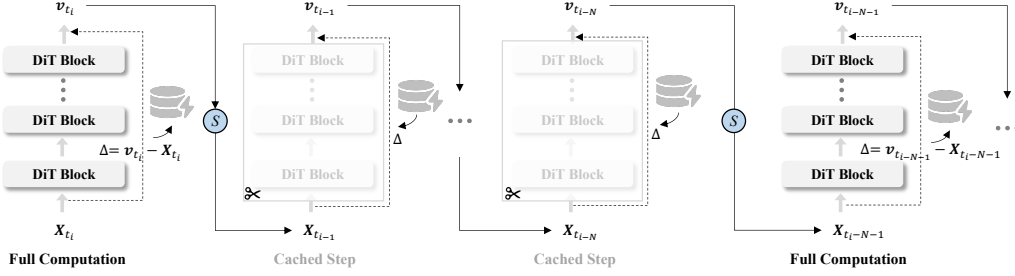 v_{t_i}
DiT Block
DiT Block
DiT Block
Δ= v_{t_i} − X_{t_i}
X_{t_i}
Full Computation
S
v_{t_{i−1}}
DiT Block
DiT Block
DiT Block
Δ
X_{t_{i−1}}
Cached Step
v_{t_{i−N}}
DiT Block
DiT Block
DiT Block
Δ
X_{t_{i−N}}
Cached Step
S
v_{t_{i−N−1}}
DiT Block
DiT Block
DiT Block
Δ= v_{t_{i−N−1}} − X_{t_{i−N−1}}
X_{t_{i−N−1}}
Full Computation